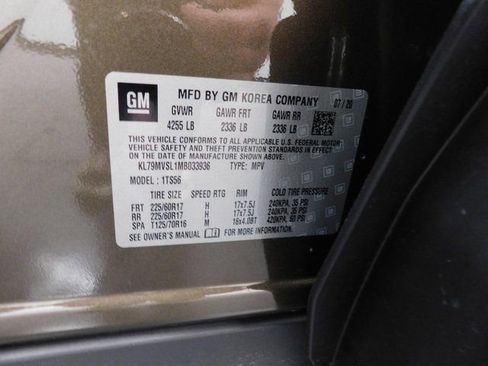 GM
MFD BY GM KOREA COMPANY 07/20
GVWR GAWR FRT GAWR RR
4255 LB 2336 LB 2336 LB
THIS VEHICLE CONFORMS TO ALL APPLICABLE U.S. FEDERAL MOTOR
VEHICLE SAFETY AND THEFT PREVENTION STANDARDS IN EFFECT
ON THE DATE OF MANUFACTURE SHOWN ABOVE.
KL79MVSL1MB033936 TYPE: MPV
MODEL: 1TS56
TIRE SIZE SPEED RTG RIM COLD TIRE PRESSURE
FRT 225/60R17 H 17x7.5J 240KPA, 35 PSI
RR 225/60R17 H 17x7.5J 240KPA, 35 PSI
SPA T125/70R16 M 16x4.0BT 420KPA, 60 PSI
SEE OWNER'S MANUAL FOR MORE INFORMATION.